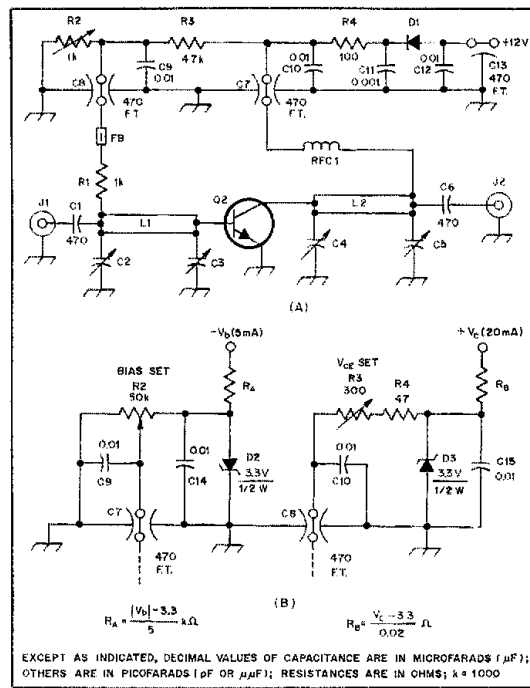 R2
1k
R3
47k
R4
100
D1
+12V
C8
470
F.T.
C9
0.01
C7
470
F.T.
0.01
C10
C11
0.001
0.01
C12
C13
470
F.T.
FB
R1
1k
RFC1
J1
C1
470
L1
Q2
L2
C6
470
J2
C2
C3
C4
C5
(A)
-Vb (5mA)
+Vc (20mA)
BIAS SET
R2
50k
RA
VCE SET
R3
300
R4
47
RB
0.01
C9
0.01
C14
D2
3.3V
1/2 W
0.01
C10
D3
3.3V
1/2 W
C15
0.01
C7
470
F.T.
470
F.T.
(B)
RA = |Vb| -3.3 / 5 kΩ
RB = Vc -3.3 / 0.02 Ω
EXCEPT AS INDICATED, DECIMAL VALUES OF CAPACITANCE ARE IN MICROFARADS (µF);
OTHERS ARE IN PICOFARADS (pF OR µµF); RESISTANCES ARE IN OHMS; k = 1000